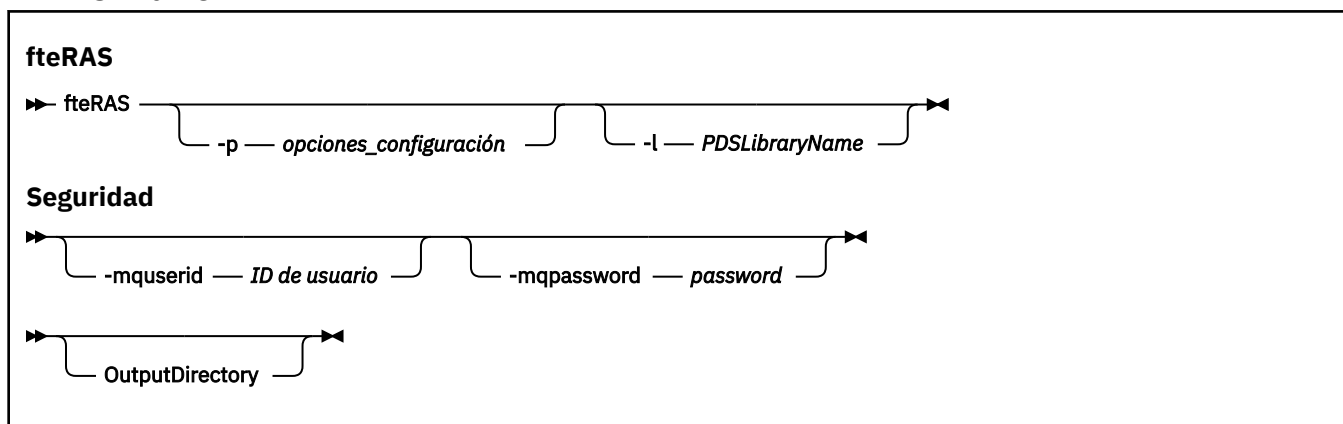 fteRAS
fteRAS
-p opciones_configuración -l PDSLibraryName
Seguridad
-mquserid ID de usuario -mqpassword password
OutputDirectory